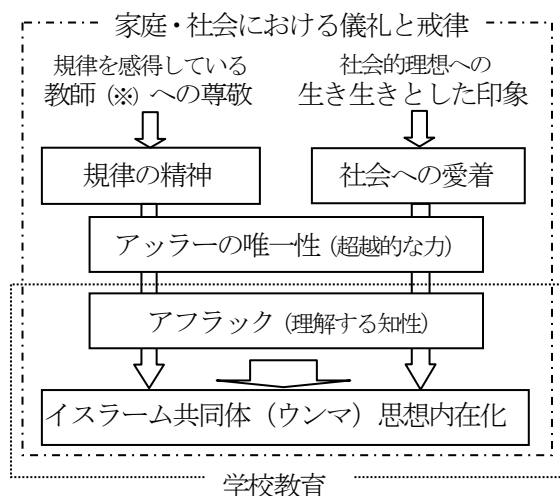 家庭・社会における儀礼と戒律
規律を感得している
教師（※）への尊敬
社会的理想への
生き生きとした印象
規律の精神
社会への愛着
アッラーの唯一性（超越的な力）
アフラック（理解する知性）
イスラーム共同体（ウンマ）思想内在化
学校教育